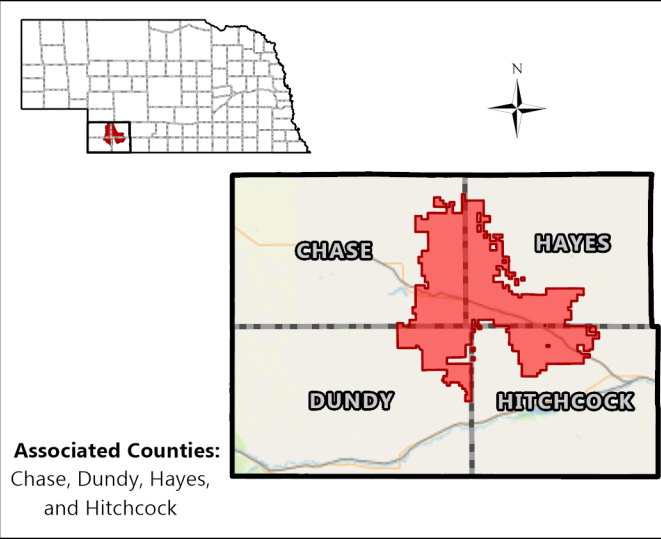 N
CHASE
HAYES
DUNDY
HITCHCOCK
Associated Counties:
Chase, Dundy, Hayes,
and Hitchcock